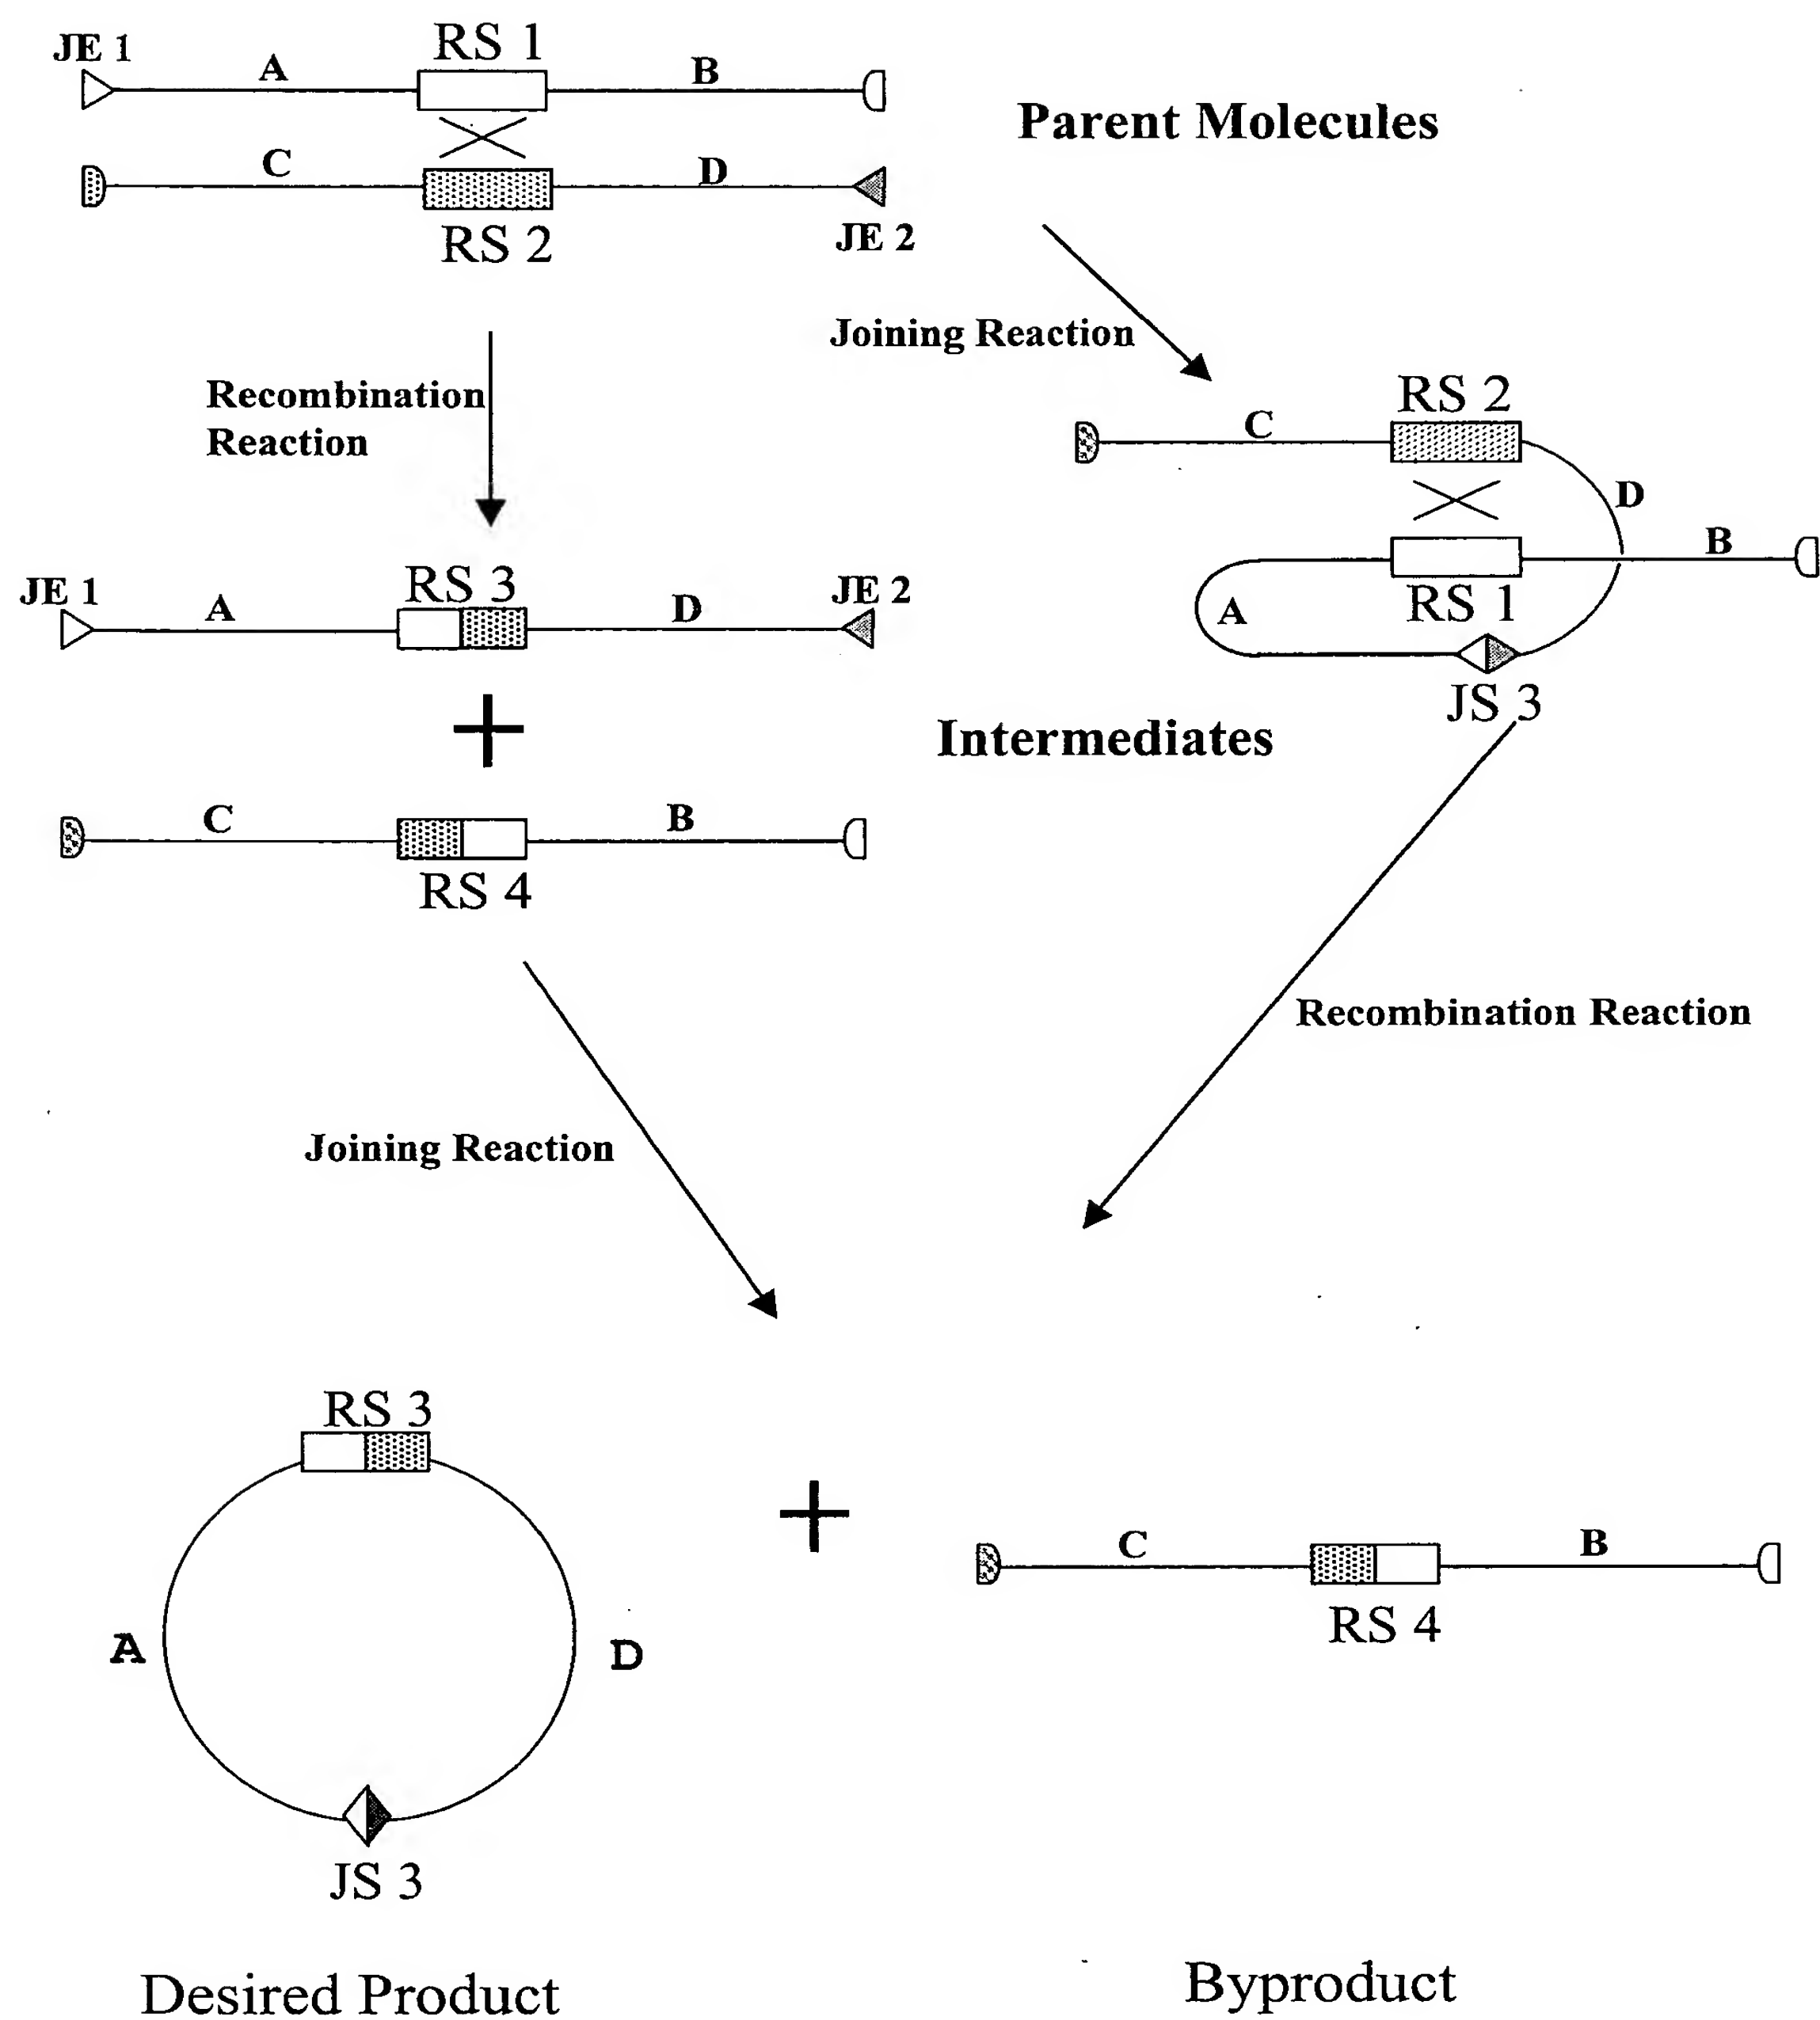 JE 1
A
RS 1
B
Parent Molecules
C
D
RS 2
JE 2
Joining Reaction
Recombination
Reaction
RS 2
C
D
B
RS 1
A
JS 3
JE 1
A
RS 3
D
JE 2
Intermediates
C
B
RS 4
Recombination Reaction
Joining Reaction
RS 3
C
B
RS 4
A
D
JS 3
Desired Product
Byproduct